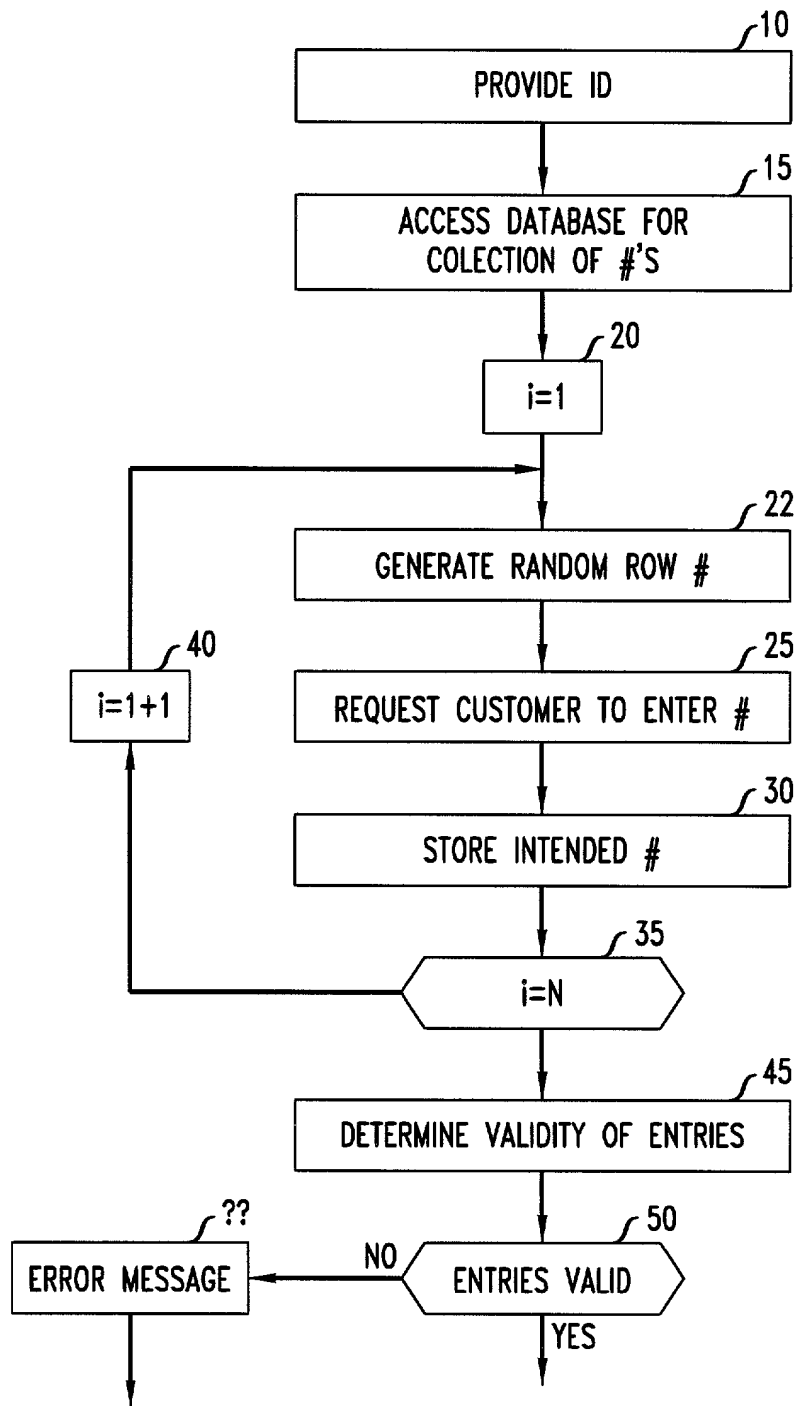 10
PROVIDE ID
15
ACCESS DATABASE FOR
COLECTION OF #'S
20
i=1
22
GENERATE RANDOM ROW #
40
i=1+1
25
REQUEST CUSTOMER TO ENTER #
30
STORE INTENDED #
35
i=N
45
DETERMINE VALIDITY OF ENTRIES
??
ERROR MESSAGE
NO
50
ENTRIES VALID
YES